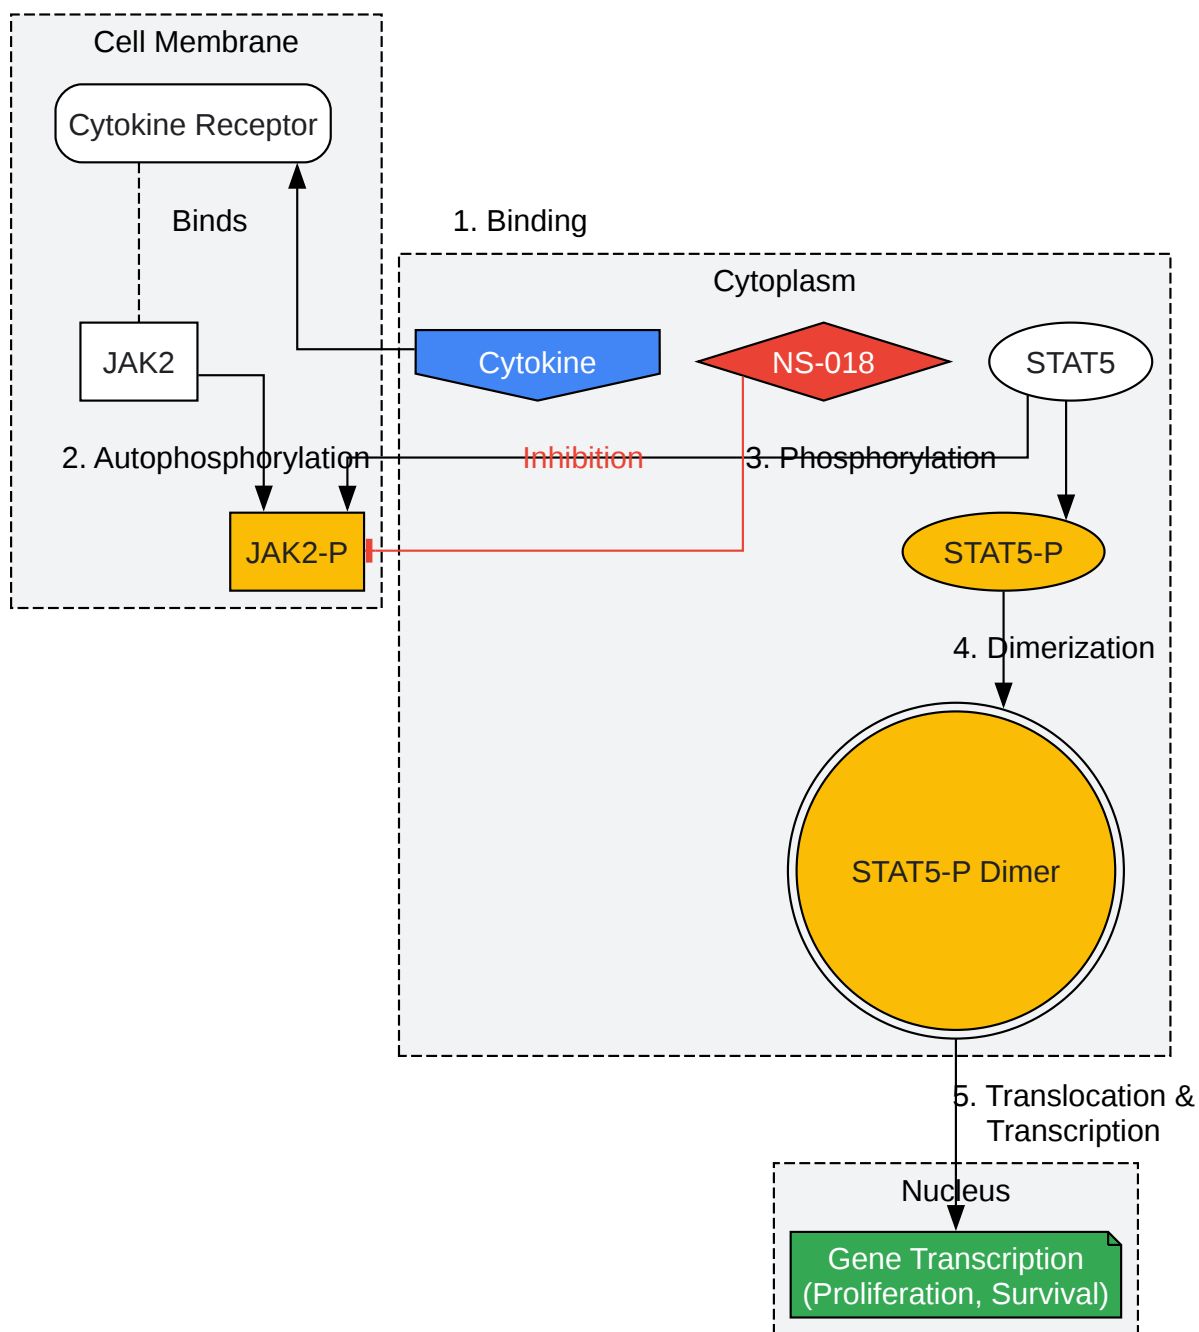 Cell Membrane
Cytokine Receptor
Binds
1. Binding
Cytoplasm
JAK2
Cytokine
NS-018
STAT5
2. Autophosphorylation
Inhibition
3. Phosphorylation
JAK2-P
STAT5-P
4. Dimerization
STAT5-P Dimer
5. Translocation &
Transcription
Nucleus
Gene Transcription
(Proliferation, Survival)